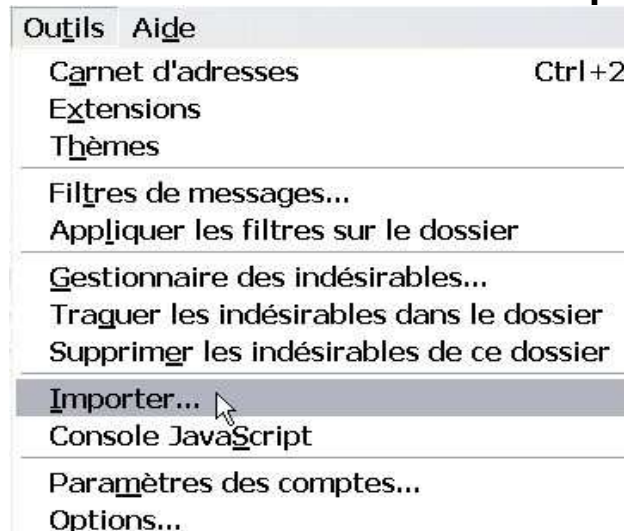 Outils Aide
Carnet d'adresses Ctrl+2
Extensions
Thèmes
Filtres de messages...
Appliquer les filtres sur le dossier
Gestionnaire des indésirables...
Traquer les indésirables dans le dossier
Supprimer les indésirables de ce dossier
Importer...
Console JavaScript
Paramètres des comptes...
Options...